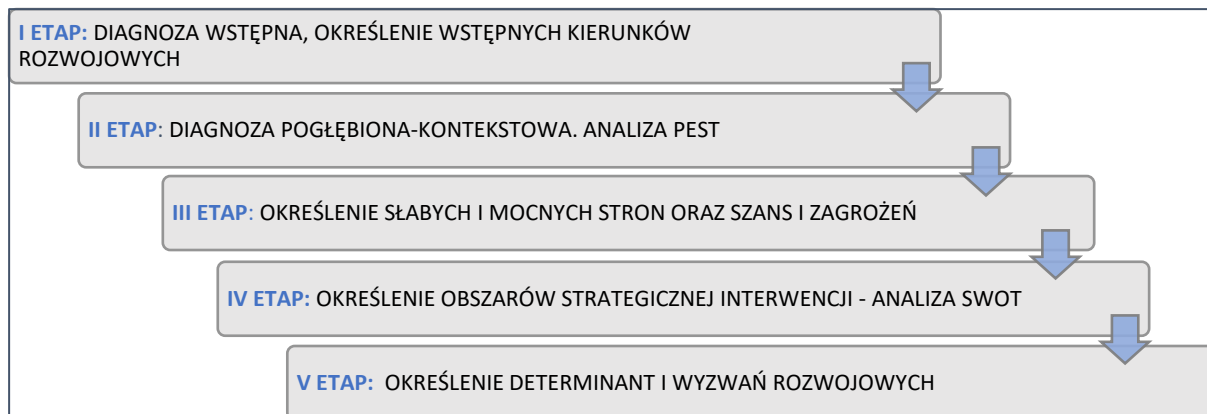 I ETAP: DIAGNOZA WSTĘPNA, OKREŚLENIE WSTĘPNYCH KIERUNKÓW
ROZWOJOWYCH
II ETAP: DIAGNOZA POGŁĘBIONA-KONTEKSTOWA. ANALIZA PEST
III ETAP: OKREŚLENIE SŁABYCH I MOCNYCH STRON ORAZ SZANS I ZAGROŻEŃ
IV ETAP: OKREŚLENIE OBSZARÓW STRATEGICZNEJ INTERWENCJI - ANALIZA SWOT
V ETAP: OKREŚLENIE DETERMINANT I WYZWAŃ ROZWOJOWYCH